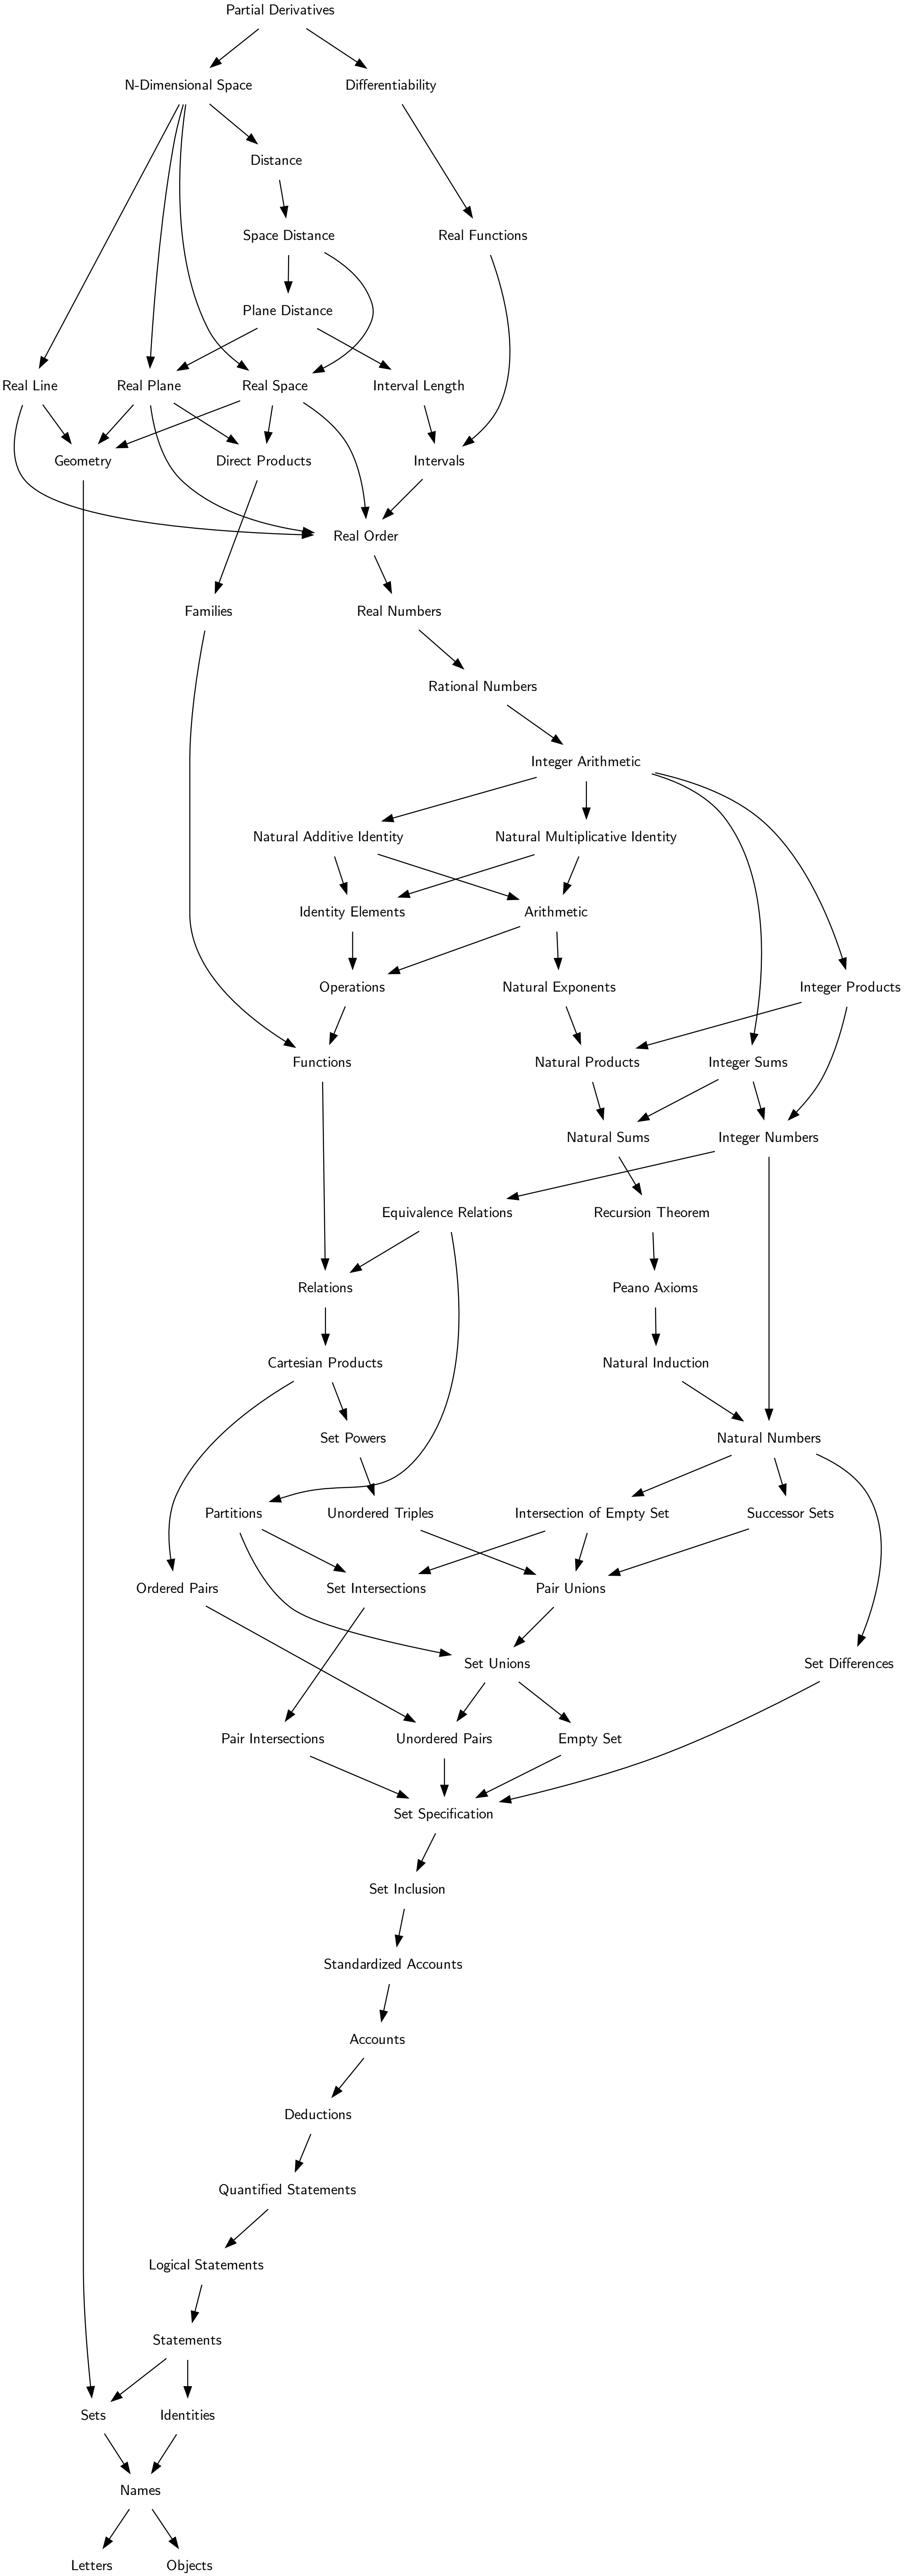 Partial Derivatives
N-Dimensional Space
Differentiability
Distance
Space Distance
Real Functions
Plane Distance
Real Line
Real Plane
Real Space
Interval Length
Geometry
Direct Products
Intervals
Real Order
Families
Real Numbers
Rational Numbers
Integer Arithmetic
Natural Additive Identity
Natural Multiplicative Identity
Identity Elements
Arithmetic
Operations
Natural Exponents
Integer Products
Functions
Natural Products
Integer Sums
Natural Sums
Integer Numbers
Equivalence Relations
Recursion Theorem
Relations
Peano Axioms
Cartesian Products
Natural Induction
Set Powers
Natural Numbers
Partitions
Unordered Triples
Intersection of Empty Set
Successor Sets
Ordered Pairs
Set Intersections
Pair Unions
Set Unions
Set Differences
Pair Intersections
Unordered Pairs
Empty Set
Set Specification
Set Inclusion
Standardized Accounts
Accounts
Deductions
Quantified Statements
Logical Statements
Statements
Sets
Identities
Names
Letters
Objects